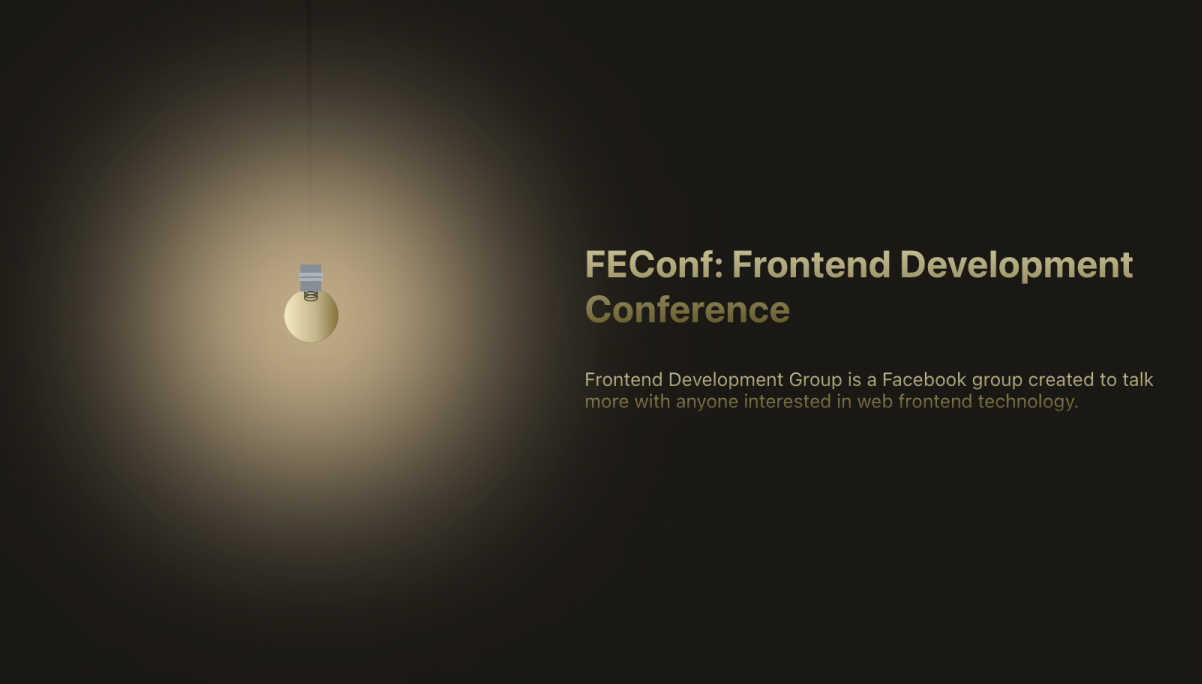 FEConf: Frontend Development
Conference
Frontend Development Group is a Facebook group created to talk
more with anyone interested in web frontend technology.